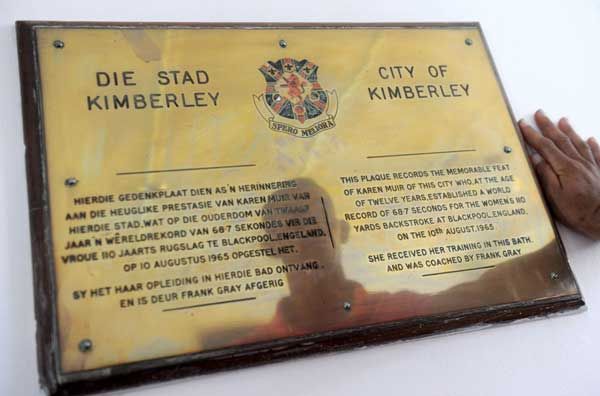 DIE STAD
KIMBERLEY
SPERO MELIORA
CITY OF
KIMBERLEY
HIERDIE GEDENKPLAAT DIEN AS'N HERINNERING
AAN DIE HEUGLIKE PRESTASIE VAN KAREN MUIR VAN
HIERDIE STAD, WAT OP DIE OUDERDOM VAN TWAALF
JAAR'N WÊRELDREKORD VAN 68·7 SEKONDES VIR DIE
VROUE 110 JAARTS RUGSLAG TE BLACKPOOL, ENGELAND,
OP 10 AUGUSTUS 1965 OPGESTEL HET.
SY HET HAAR OPLEIDING IN HIERDIE BAD ONTVANG
EN IS DEUR FRANK GRAY AFGERIG
THIS PLAQUE RECORDS THE MEMORABLE FEAT
OF KAREN MUIR OF THIS CITY WHO, AT THE AGE
OF TWELVE YEARS, ESTABLISHED A WORLD
RECORD OF 68·7 SECONDS FOR THE WOMEN'S 110
YARDS BACKSTROKE AT BLACKPOOL, ENGLAND,
ON THE 10TH AUGUST, 1965
SHE RECEIVED HER TRAINING IN THIS BATH
AND WAS COACHED BY FRANK GRAY